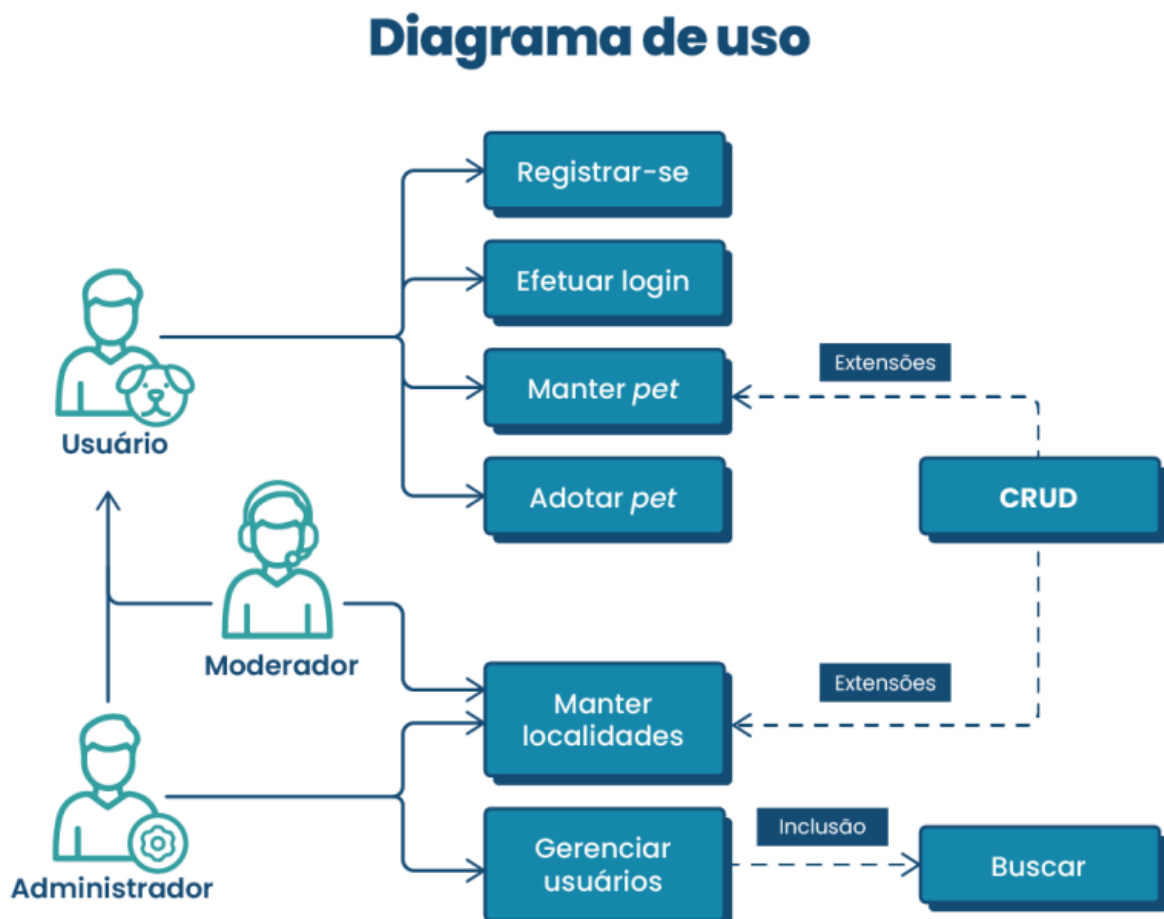 Diagrama de uso
Registrar-se
Efetuar login
Extensões
Manter pet
Usuário
Adotar pet
CRUD
Moderador
Manter
localidades
Extensões
Administrador
Gerenciar
usuários
Inclusão
Buscar